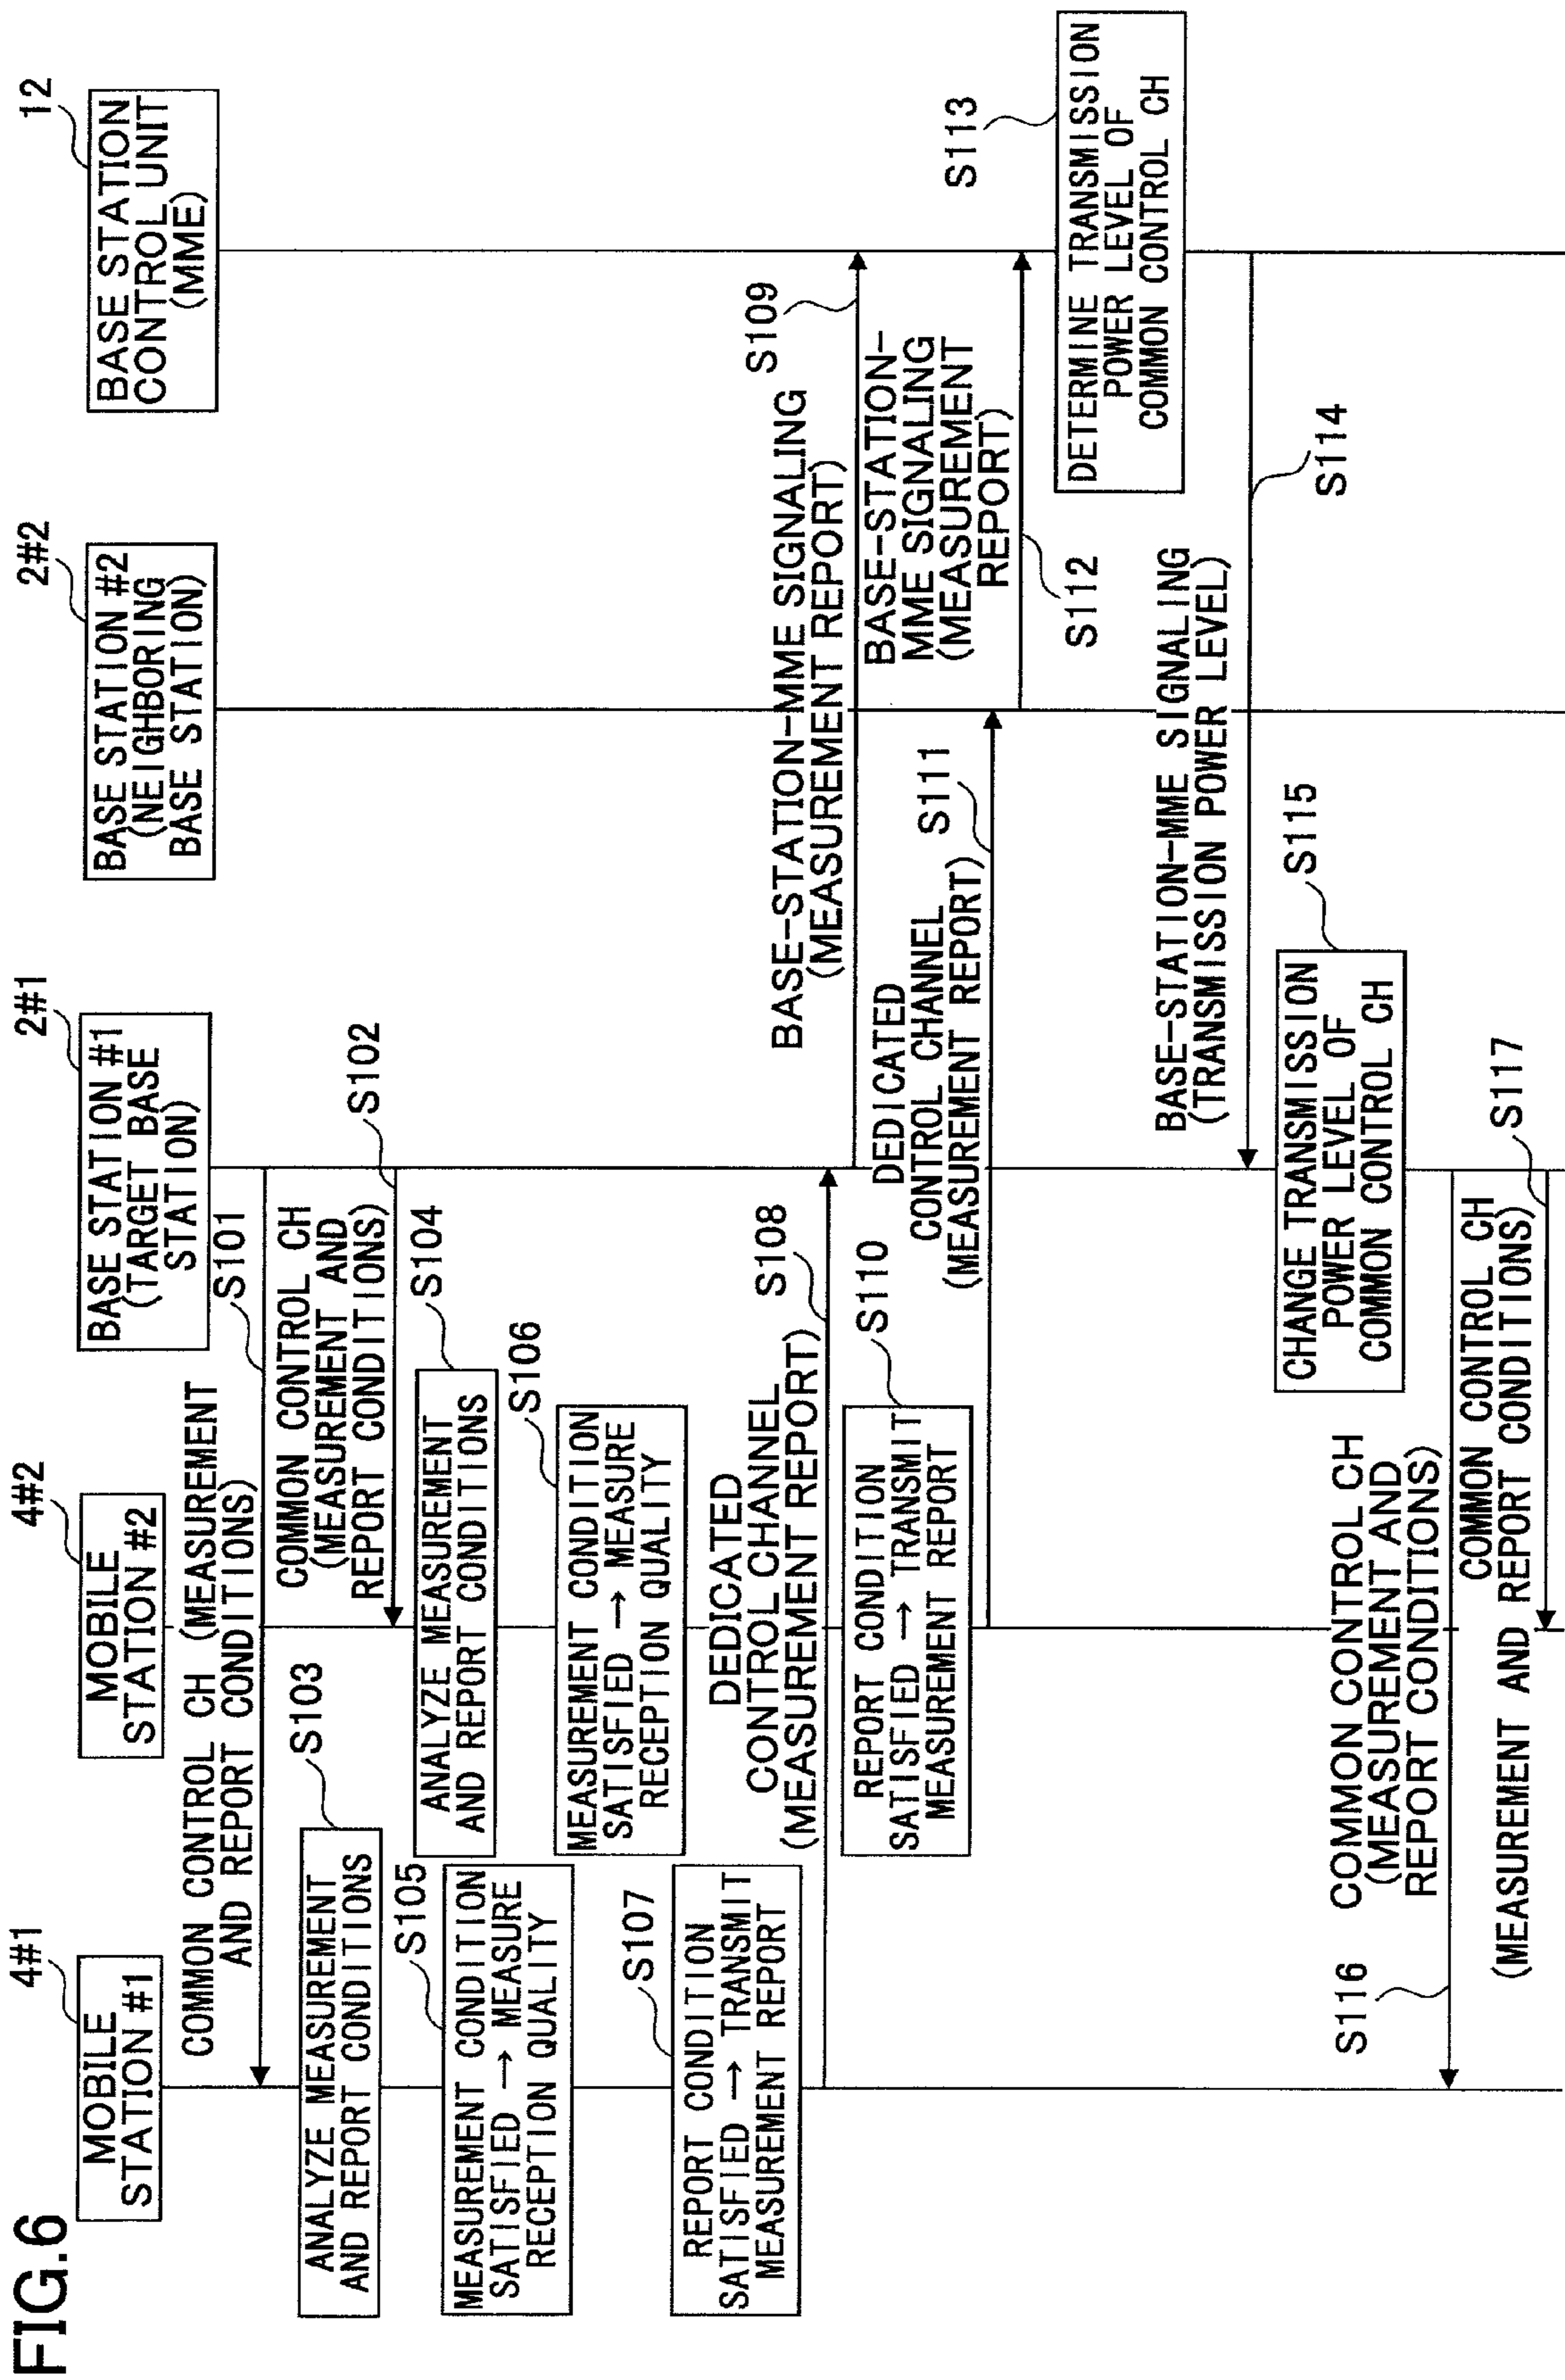 FIG.6
4#1
MOBILE
STATION #1
4#2
MOBILE
STATION #2
2#1
BASE STATION #1
(TARGET BASE
STATION)
2#2
BASE STATION #2
(NEIGHBORING
BASE STATION)
12
BASE STATION
CONTROL UNIT
(MME)
COMMON CONTROL CH (MEASUREMENT
AND REPORT CONDITIONS)
S101
COMMON CONTROL CH
(MEASUREMENT AND
REPORT CONDITIONS)
S102
S103
ANALYZE MEASUREMENT
AND REPORT CONDITIONS
S104
ANALYZE MEASUREMENT
AND REPORT CONDITIONS
S105
MEASUREMENT CONDITION
SATISFIED → MEASURE
RECEPTION QUALITY
S106
MEASUREMENT CONDITION
SATISFIED → MEASURE
RECEPTION QUALITY
S107
REPORT CONDITION
SATISFIED → TRANSMIT
MEASUREMENT REPORT
DEDICATED
CONTROL CHANNEL
(MEASUREMENT REPORT)
S108
BASE-STATION-MME SIGNALING
(MEASUREMENT REPORT)
S109
S110
REPORT CONDITION
SATISFIED → TRANSMIT
MEASUREMENT REPORT
DEDICATED
CONTROL CHANNEL
(MEASUREMENT REPORT)
S111
BASE-STATION-
MME SIGNALING
(MEASUREMENT
REPORT)
S112
S113
DETERMINE TRANSMISSION
POWER LEVEL OF
COMMON CONTROL CH
BASE-STATION-MME SIGNALING
(TRANSMISSION POWER LEVEL)
S114
S115
CHANGE TRANSMISSION
POWER LEVEL OF
COMMON CONTROL CH
S116
COMMON CONTROL CH
(MEASUREMENT AND
REPORT CONDITIONS)
COMMON CONTROL CH
(MEASUREMENT AND REPORT CONDITIONS)
S117